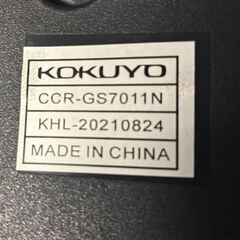 KOKUYO
CCR-GS7011N
KHL-20210824
MADE IN CHINA